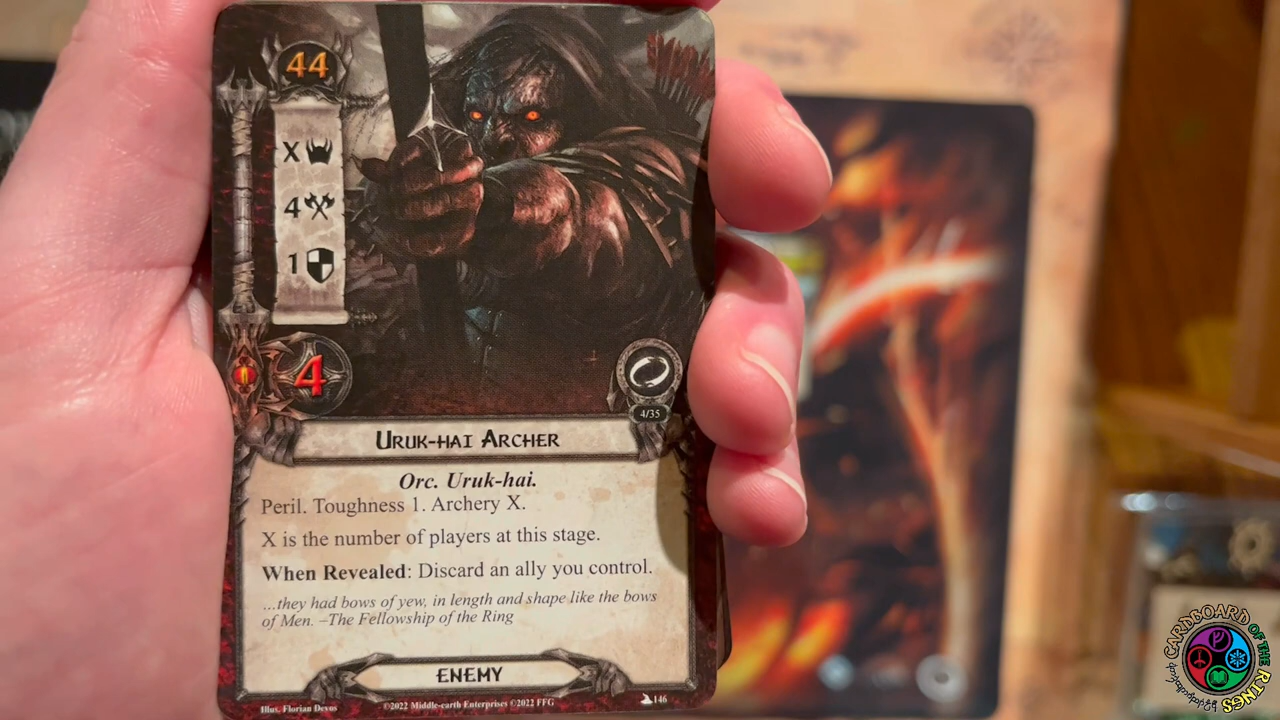 44
X
4
1
4
4/35
URUK-HAI ARCHER
Orc. Uruk-hai.
Peril. Toughness 1. Archery X.
X is the number of players at this stage.
When Revealed: Discard an ally you control.
...they had bows of yew, in length and shape like the bows
of Men. –The Fellowship of the Ring
ENEMY
Illus. Florian Devos
©2022 Middle-earth Enterprises ©2022 FFG
146
CARDBOARD OF THE RINGS